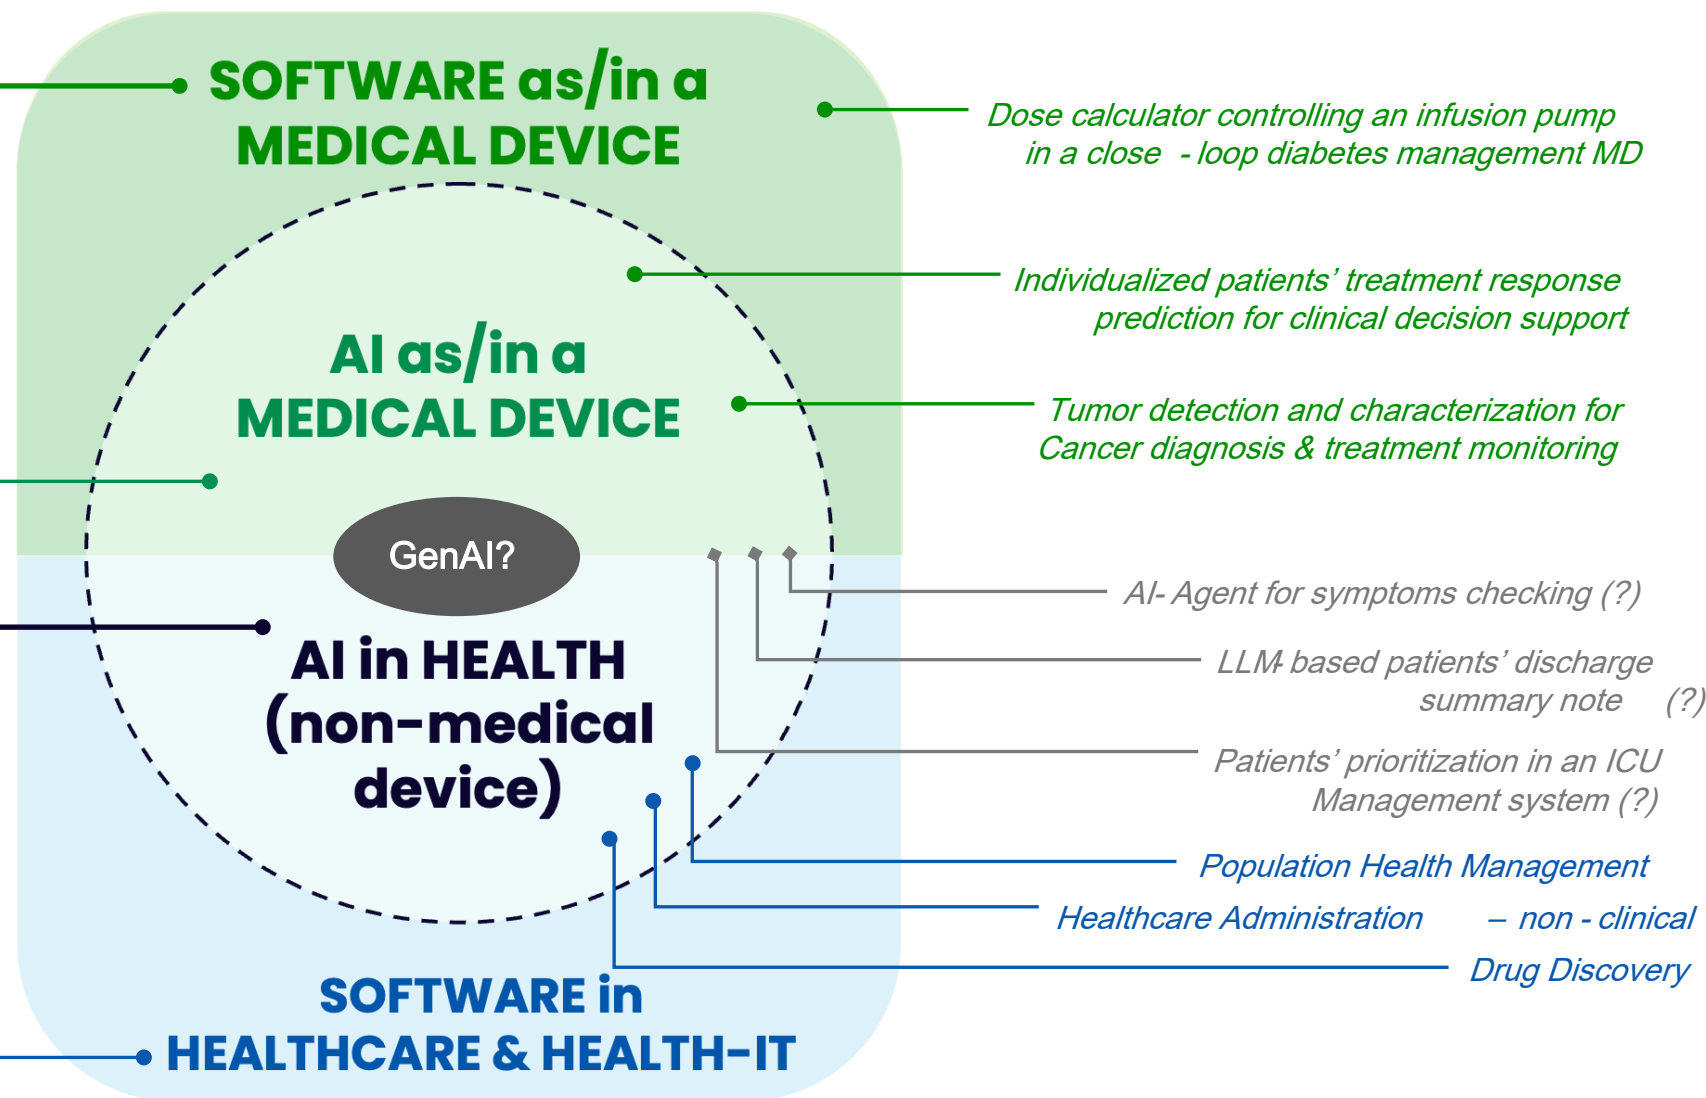 SOFTWARE as/in a
MEDICAL DEVICE
Dose calculator controlling an infusion pump
in a close - loop diabetes management MD
Individualized patients’ treatment response
prediction for clinical decision support
AI as/in a
MEDICAL DEVICE
Tumor detection and characterization for
Cancer diagnosis & treatment monitoring
GenAI?
AI- Agent for symptoms checking (?)
AI in HEALTH
(non-medical
device)
LLM- based patients’ discharge
summary note (?)
Patients’ prioritization in an ICU
Management system (?)
Population Health Management
Healthcare Administration – non - clinical
Drug Discovery
SOFTWARE in
HEALTHCARE & HEALTH-IT